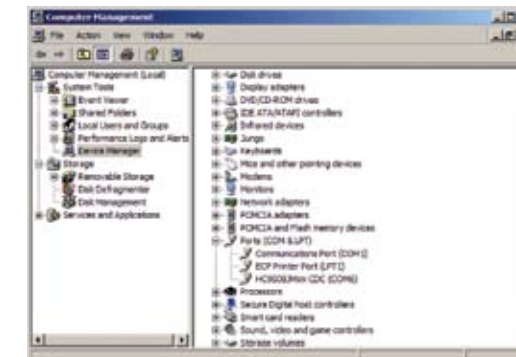 Computer Management
File Action View Window Help
Computer Management (Local)
System Tools
Event Viewer
Shared Folders
Local Users and Groups
Performance Logs and Alerts
Device Manager
Storage
Removable Storage
Disk Defragmenter
Disk Management
Services and Applications
Disk drives
Display adapters
DVD/CD-ROM drives
IDE ATA/ATAPI controllers
Infrared devices
Jungo
Keyboards
Mice and other pointing devices
Modems
Monitors
Network adapters
PCMCIA adapters
PCMCIA and Flash memory devices
Ports (COM & LPT)
Communications Port (COM1)
ECP Printer Port (LPT1)
CDC (COM6)
Processors
Secure Digital host controllers
Smart card readers
Sound, video and game controllers
Storage volumes